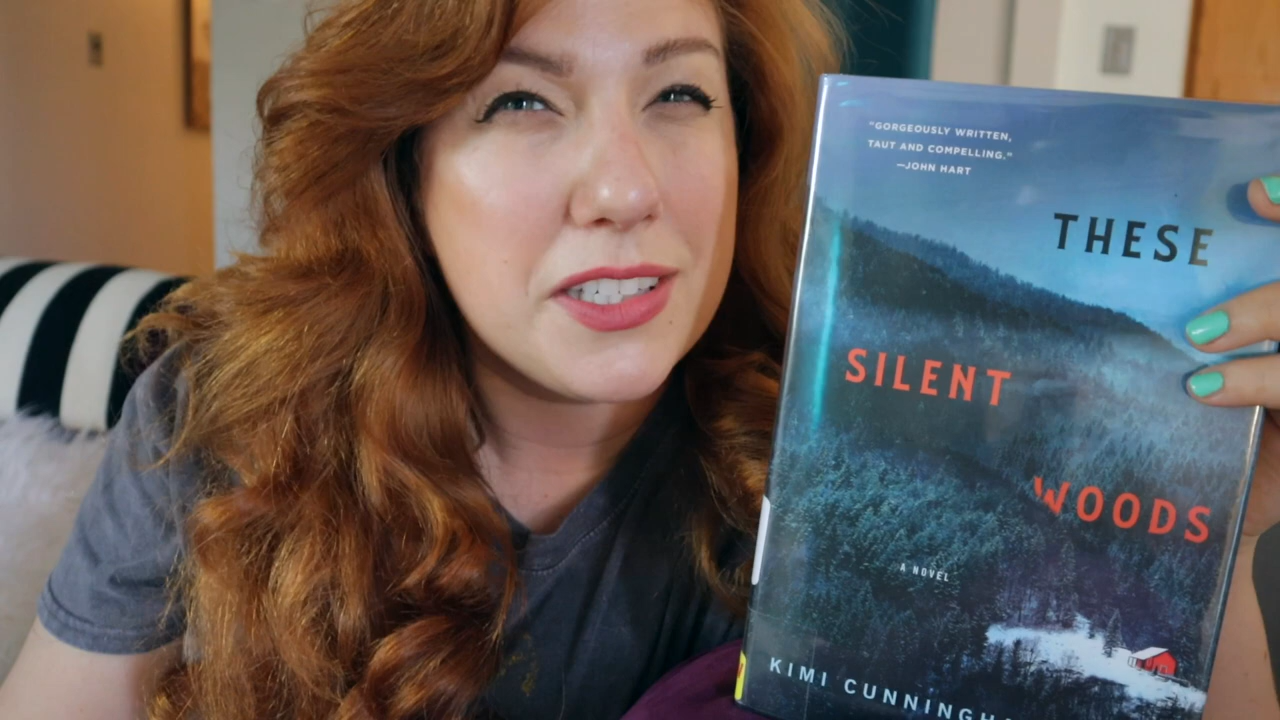 "GORGEOUSLY WRITTEN,
TAUT AND COMPELLING."
—JOHN HART
THESE
SILENT
WOODS
A NOVEL
KIMI CUNNINGH